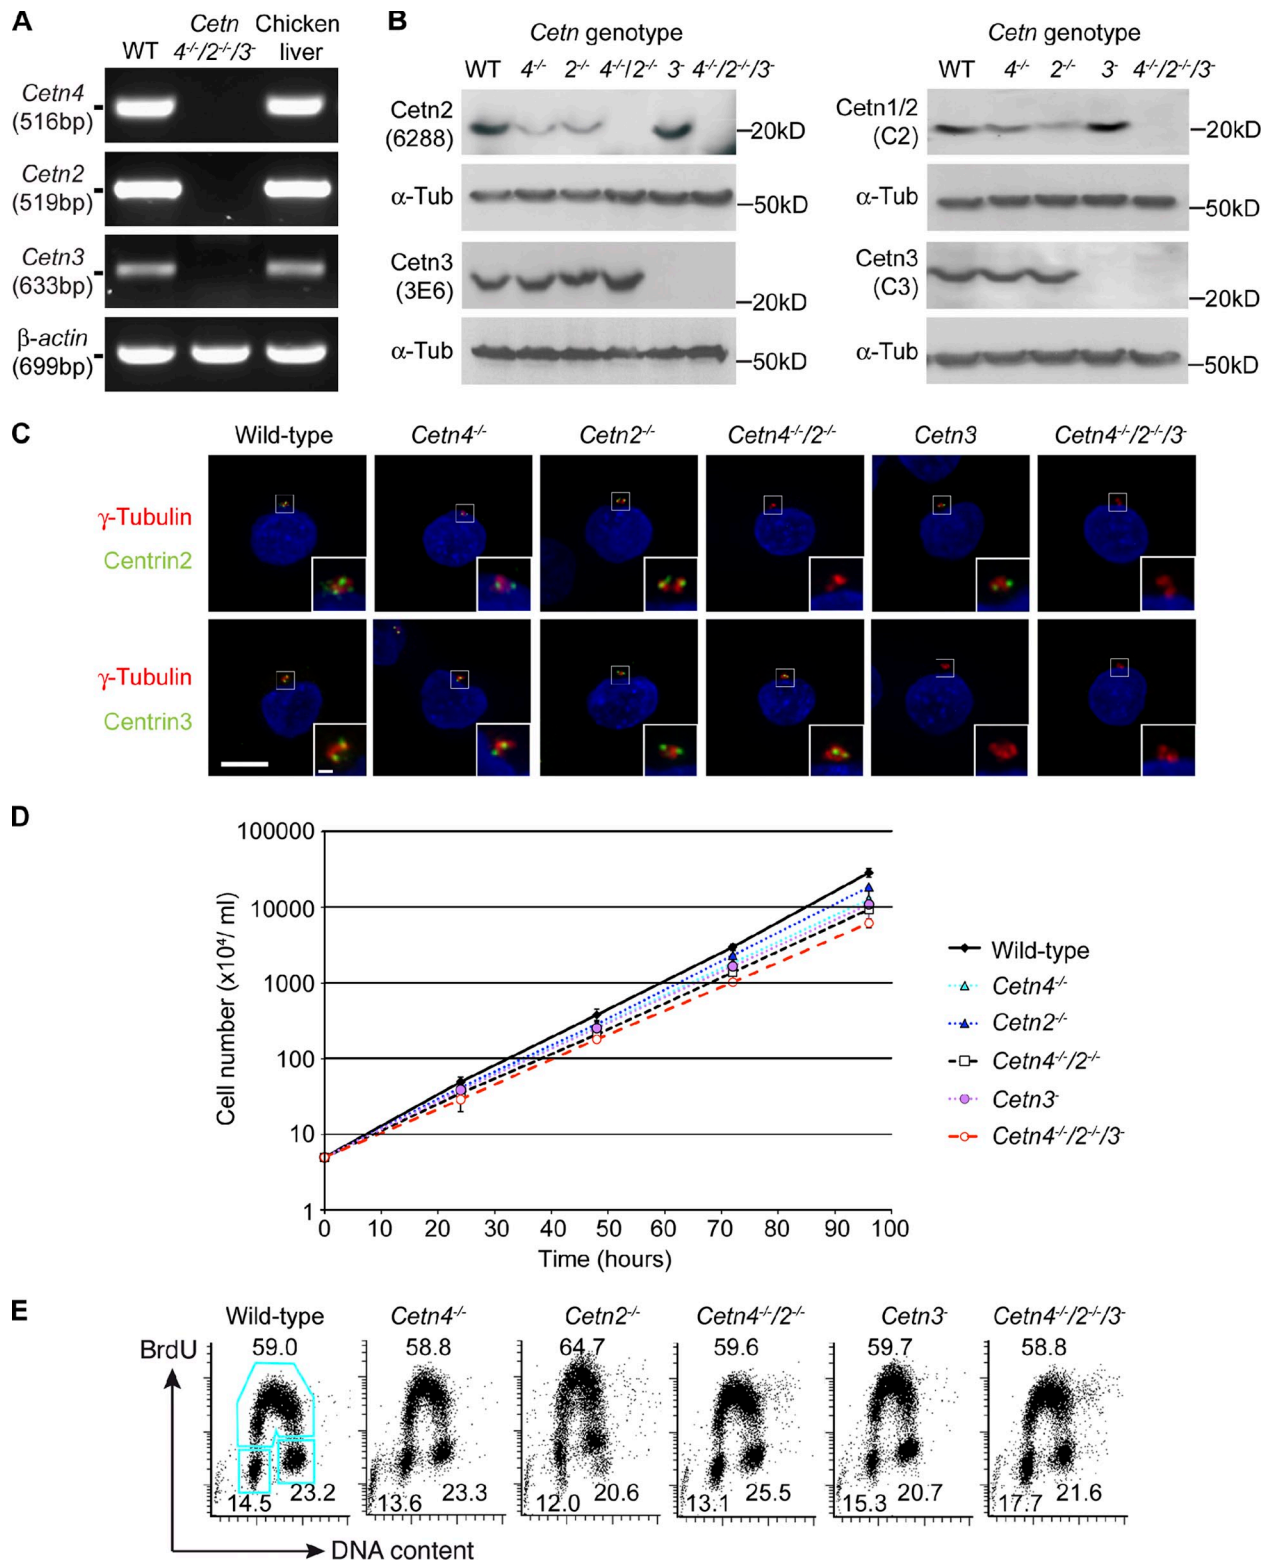 A
WT
Cetn
4-/-/2-/-/3-
Chicken
liver
Cetn4
(516bp)
Cetn2
(519bp)
Cetn3
(633bp)
β-actin
(699bp)
B
Cetn genotype
WT 4-/- 2-/- 4-/-/2-/- 3- 4-/-/2-/-/3-
Cetn2
(6288)
20kD
α-Tub
50kD
Cetn3
(3E6)
20kD
α-Tub
50kD
Cetn genotype
WT 4-/- 2-/- 3- 4-/-/2-/-/3-
Cetn1/2
(C2)
20kD
α-Tub
50kD
Cetn3
(C3)
20kD
α-Tub
50kD
C
Wild-type Cetn4-/- Cetn2-/- Cetn4-/-/2-/- Cetn3 Cetn4-/-/2-/-/3-
γ-Tubulin
Centrin2
γ-Tubulin
Centrin3
D
Cell number (x10⁴/ ml)
100000
10000
1000
100
10
1
0 10 20 30 40 50 60 70 80 90 100
Time (hours)
Wild-type
Cetn4-/-
Cetn2-/-
Cetn4-/-/2-/-
Cetn3-
Cetn4-/-/2-/-/3-
E
Wild-type Cetn4-/- Cetn2-/- Cetn4-/-/2-/- Cetn3- Cetn4-/-/2-/-/3-
BrdU
59.0 58.8 64.7 59.6 59.7 58.8
14.5 23.2 13.6 23.3 12.0 20.6 13.1 25.5 15.3 20.7 17.7 21.6
DNA content